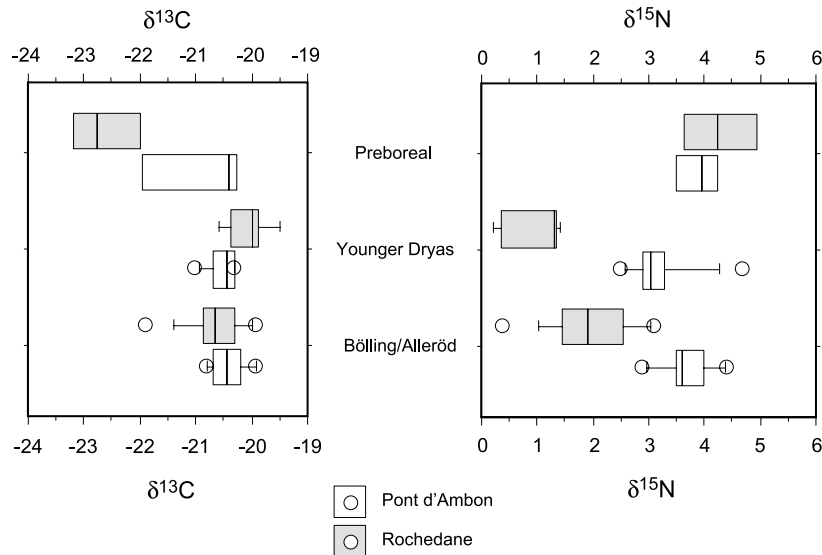 δ13C δ15N
-24 -23 -22 -21 -20 -19 0 1 2 3 4 5 6
Preboreal
Younger Dryas
Bölling/Alleröd
-24 -23 -22 -21 -20 -19 0 1 2 3 4 5 6
δ13C δ15N
Pont d'Ambon
Rochedane